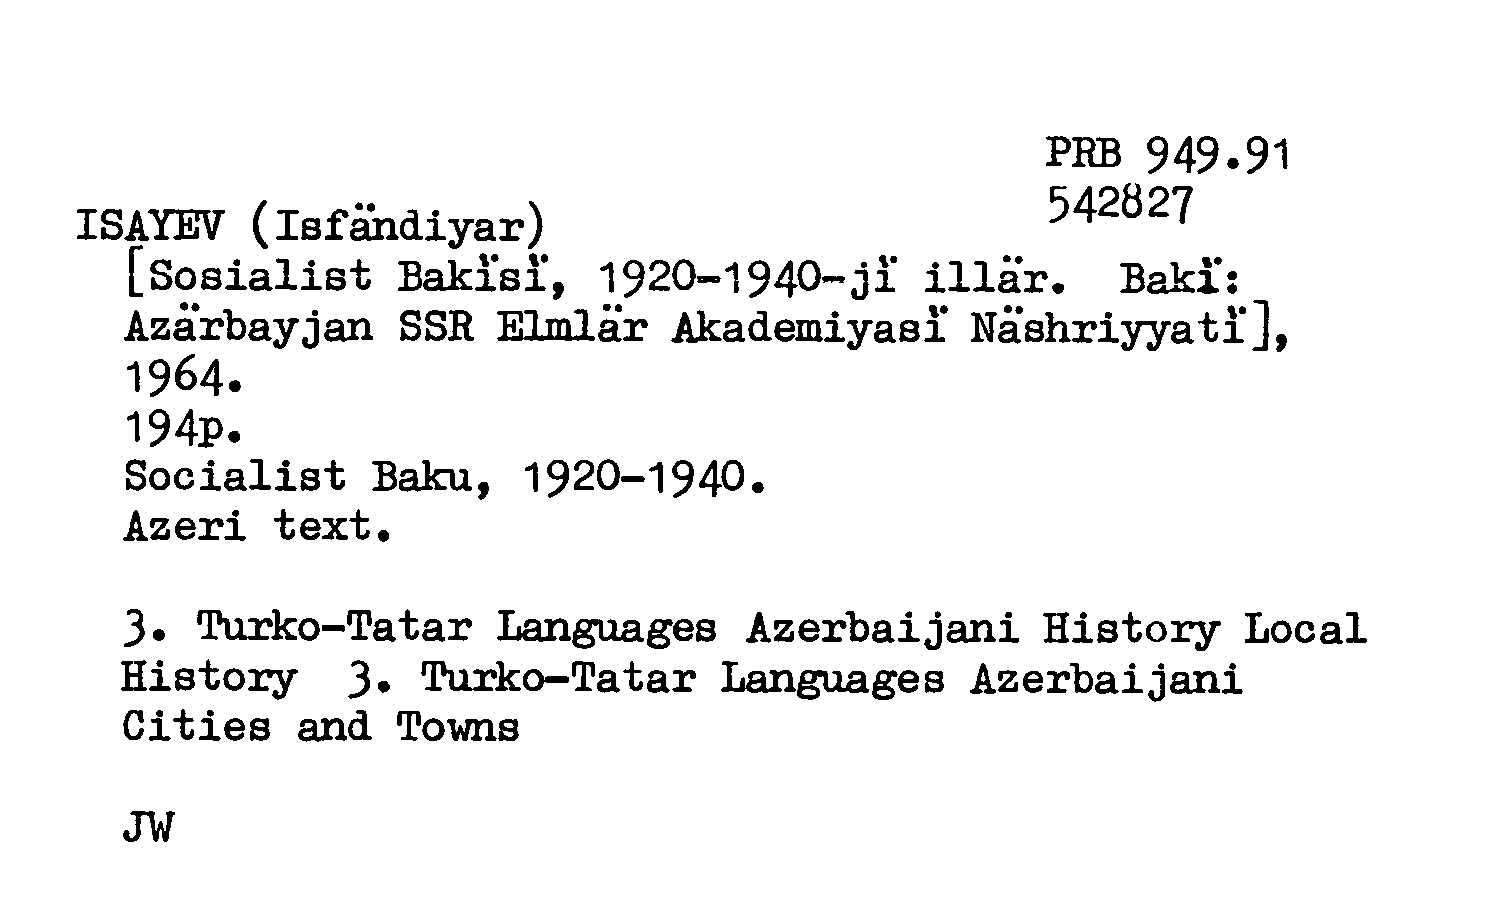 PRB 949.91
542827
ISAYEV (Isfändiyar)
[Sosialist Bakïsï, 1920-1940-jï illär. Bakï:
Azärbayjan SSR Elmlär Akademiyasï Näshriyyatï],
1964.
194p.
Socialist Baku, 1920-1940.
Azeri text.
3. Turko-Tatar Languages Azerbaijani History Local
History 3. Turko-Tatar Languages Azerbaijani
Cities and Towns
JW